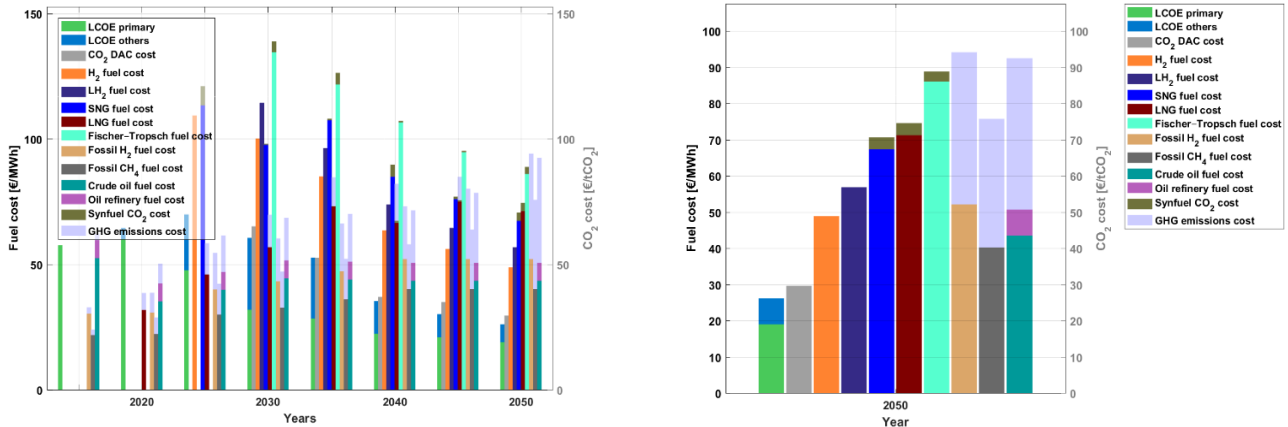 150
100
50
0
Fuel cost [€/MWh]
LCOE primary
LCOE others
CO2 DAC cost
H2 fuel cost
LH2 fuel cost
SNG fuel cost
LNG fuel cost
Fischer−Tropsch fuel cost
Fossil H2 fuel cost
Fossil CH4 fuel cost
Crude oil fuel cost
Oil refinery fuel cost
Synfuel CO2 cost
GHG emissions cost
2020
2030
2040
2050
Years
150
100
50
0
CO2 cost [€/tCO2]
100
90
80
70
60
50
40
30
20
10
0
Fuel cost [€/MWh]
2050
Year
100
90
80
70
60
50
40
30
20
10
0
CO2 cost [€/tCO2]
LCOE primary
LCOE others
CO2 DAC cost
H2 fuel cost
LH2 fuel cost
SNG fuel cost
LNG fuel cost
Fischer−Tropsch fuel cost
Fossil H2 fuel cost
Fossil CH4 fuel cost
Crude oil fuel cost
Oil refinery fuel cost
Synfuel CO2 cost
GHG emissions cost